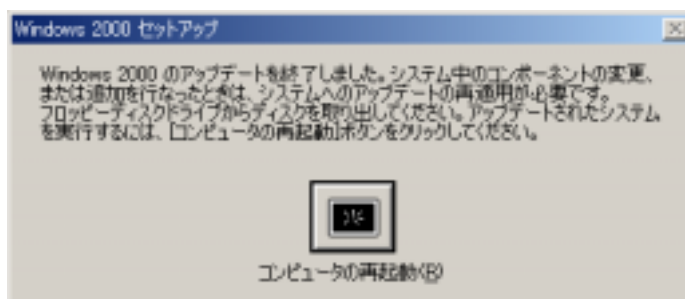 Windows 2000 セットアップ
Windows 2000 のアップデートを終了しました。システム中のコンポーネントの変更、
または追加を行なったときは、システムへのアップデートの再適用が必要です。
フロッピーディスクドライブからディスクを取り出してください。アップデートされたシステム
を実行するには、[コンピュータの再起動]ボタンをクリックしてください。
コンピュータの再起動(R)